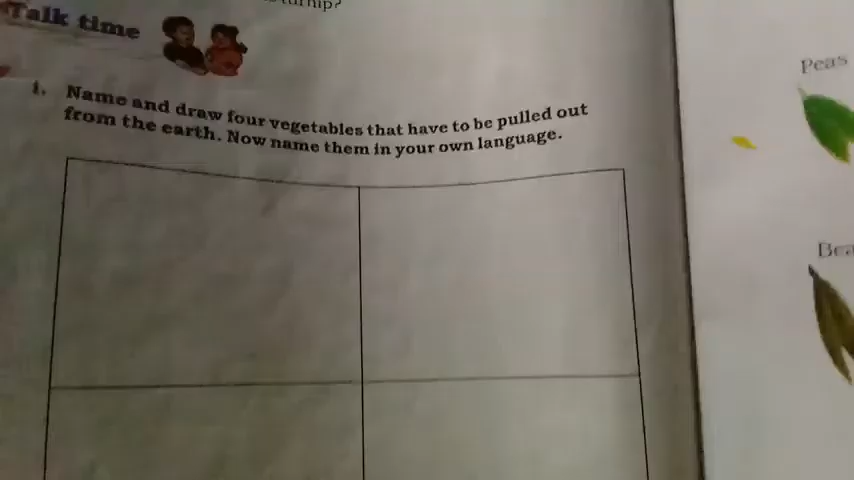 Talk time
1. Name and draw four vegetables that have to be pulled out
from the earth. Now name them in your own language.
Peas